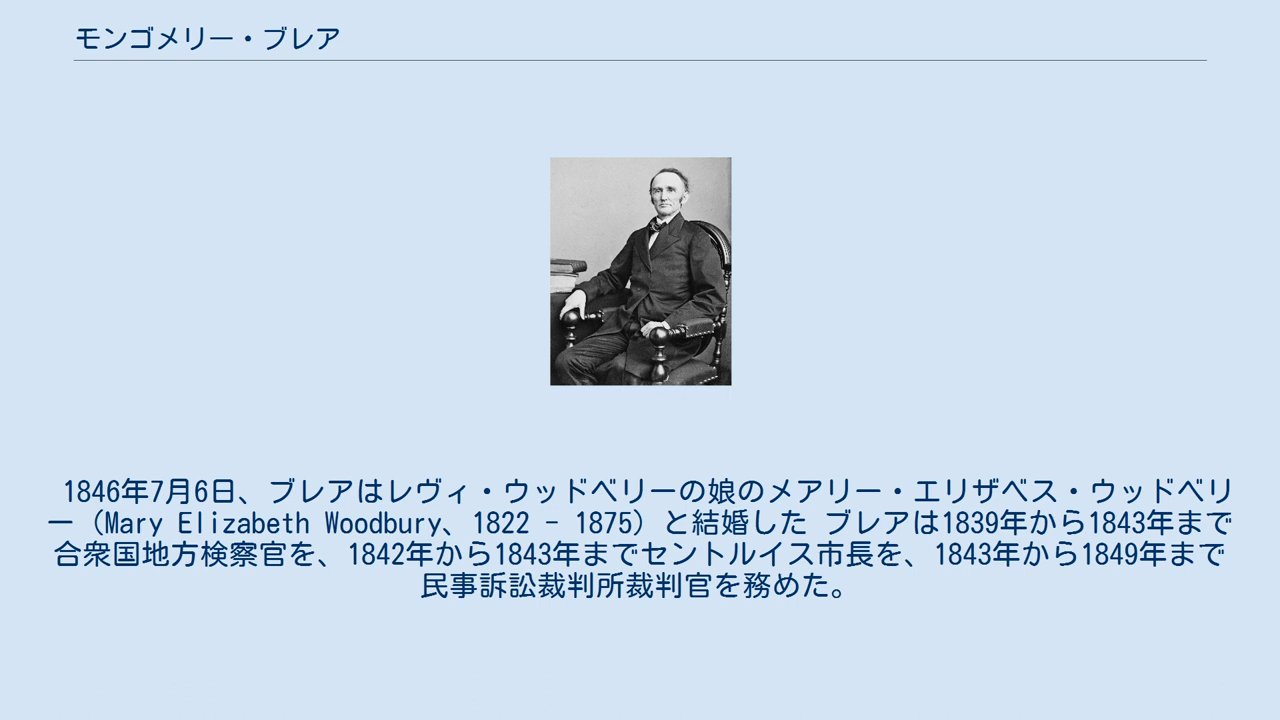 モンゴメリー・ブレア
1846年7月6日、ブレアはレヴィ・ウッドベリーの娘のメアリー・エリザベス・ウッドベリ
ー（Mary Elizabeth Woodbury、1822 - 1875）と結婚した ブレアは1839年から1843年まで
合衆国地方検察官を、1842年から1843年までセントルイス市長を、1843年から1849年まで
民事訴訟裁判所裁判官を務めた。